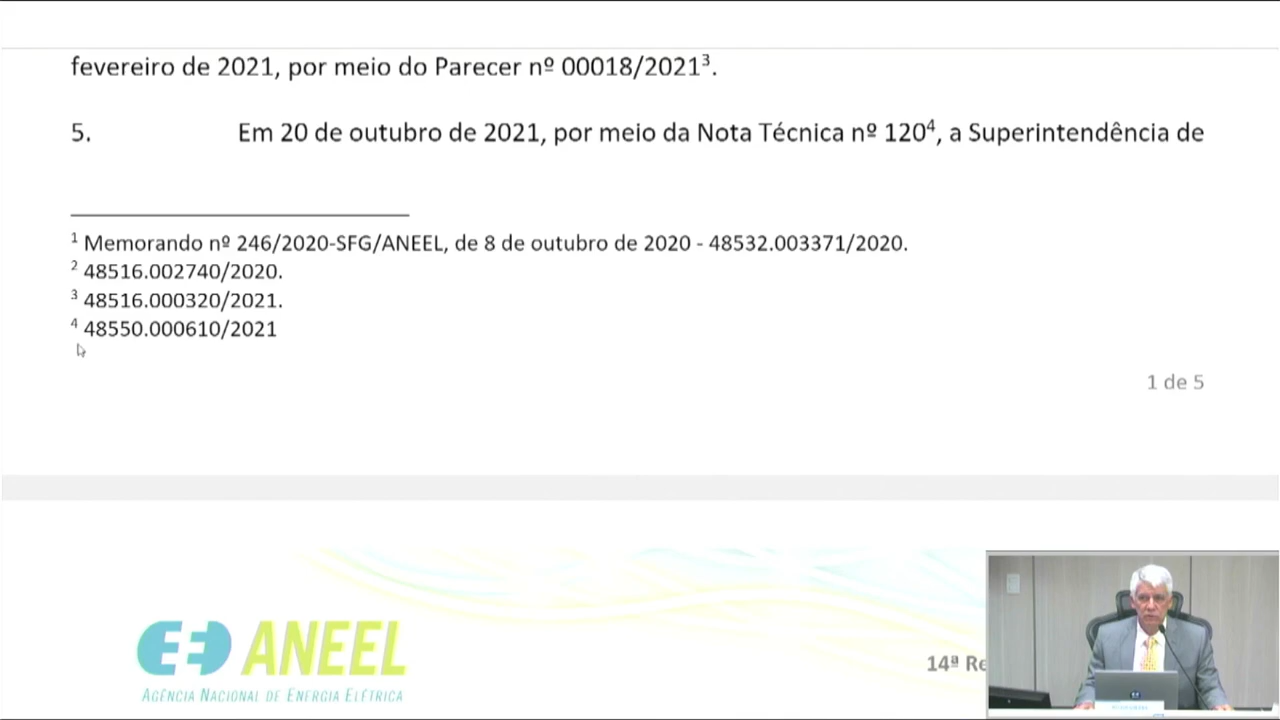 fevereiro de 2021, por meio do Parecer nº 00018/2021³.
5. Em 20 de outubro de 2021, por meio da Nota Técnica nº 120⁴, a Superintendência de
¹ Memorando nº 246/2020-SFG/ANEEL, de 8 de outubro de 2020 - 48532.003371/2020.
² 48516.002740/2020.
³ 48516.000320/2021.
⁴ 48550.000610/2021
1 de 5
ANEEL
AGÊNCIA NACIONAL DE ENERGIA ELÉTRICA
14ª Re